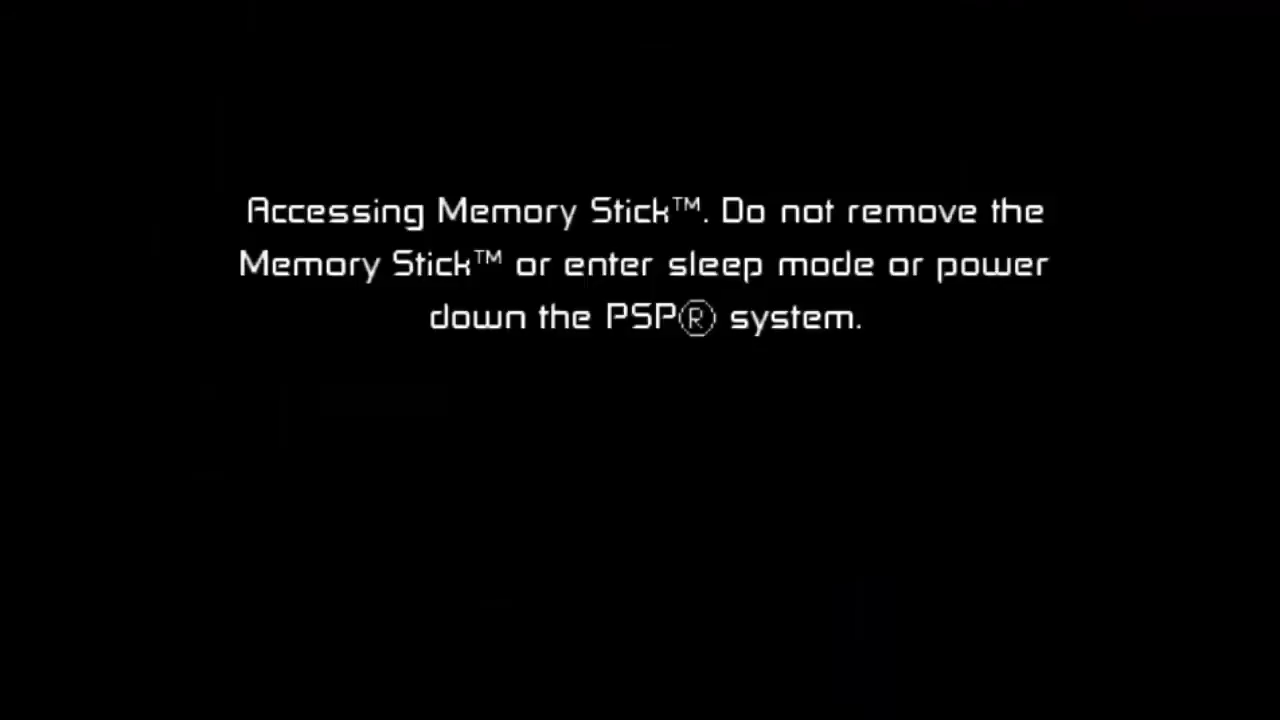 Accessing Memory Stick™. Do not remove the
Memory Stick™ or enter sleep mode or power
down the PSP® system.